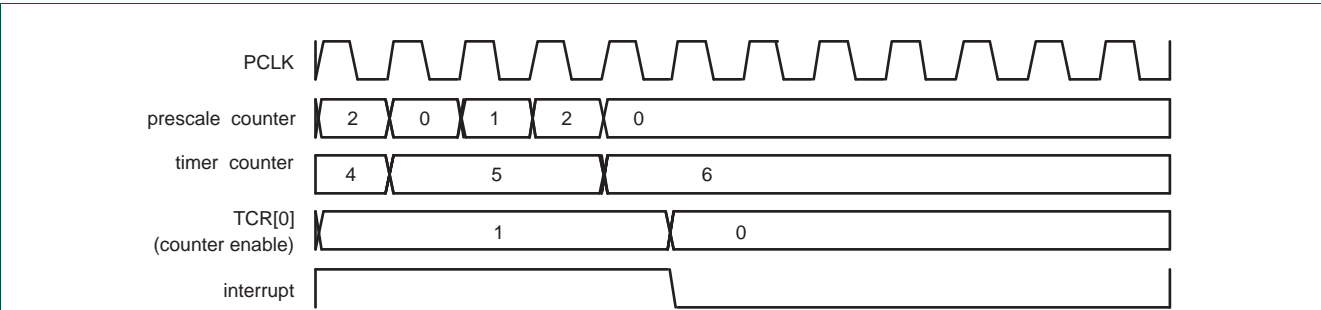 PCLK
prescale counter 2 0 1 2 0
timer counter 4 5 6
TCR[0]
(counter enable) 1 0
interrupt